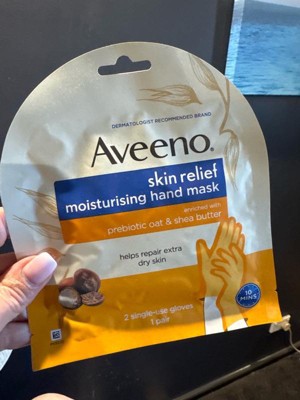 DERMATOLOGIST RECOMMENDED BRAND
Aveeno®
skin relief
moisturising hand mask
enriched with
prebiotic oat & shea butter
helps repair extra
dry skin
10
MINS
2 single-use gloves
1 pair